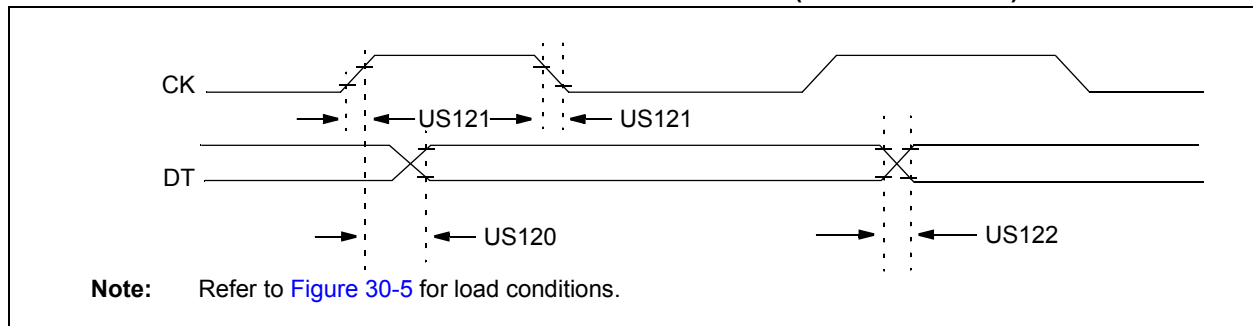 CK
US121 US121
DT
US120 US122
Note: Refer to Figure 30-5 for load conditions.